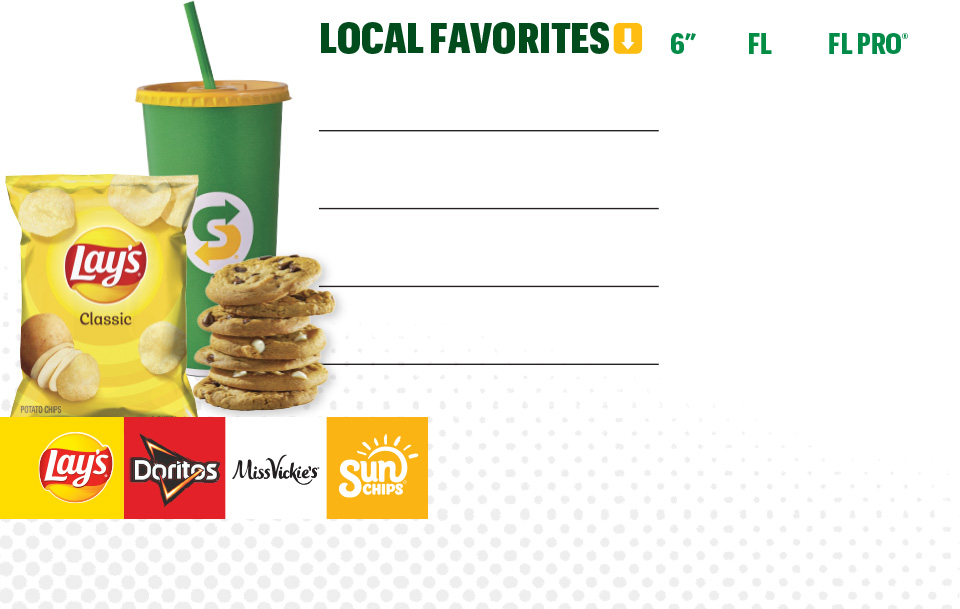 LOCAL FAVORITES
6” FL FL PRO®
Lay's
Classic
POTATO CHIPS
Lay's
Doritos
Miss Vickie's
Sun
CHIPS